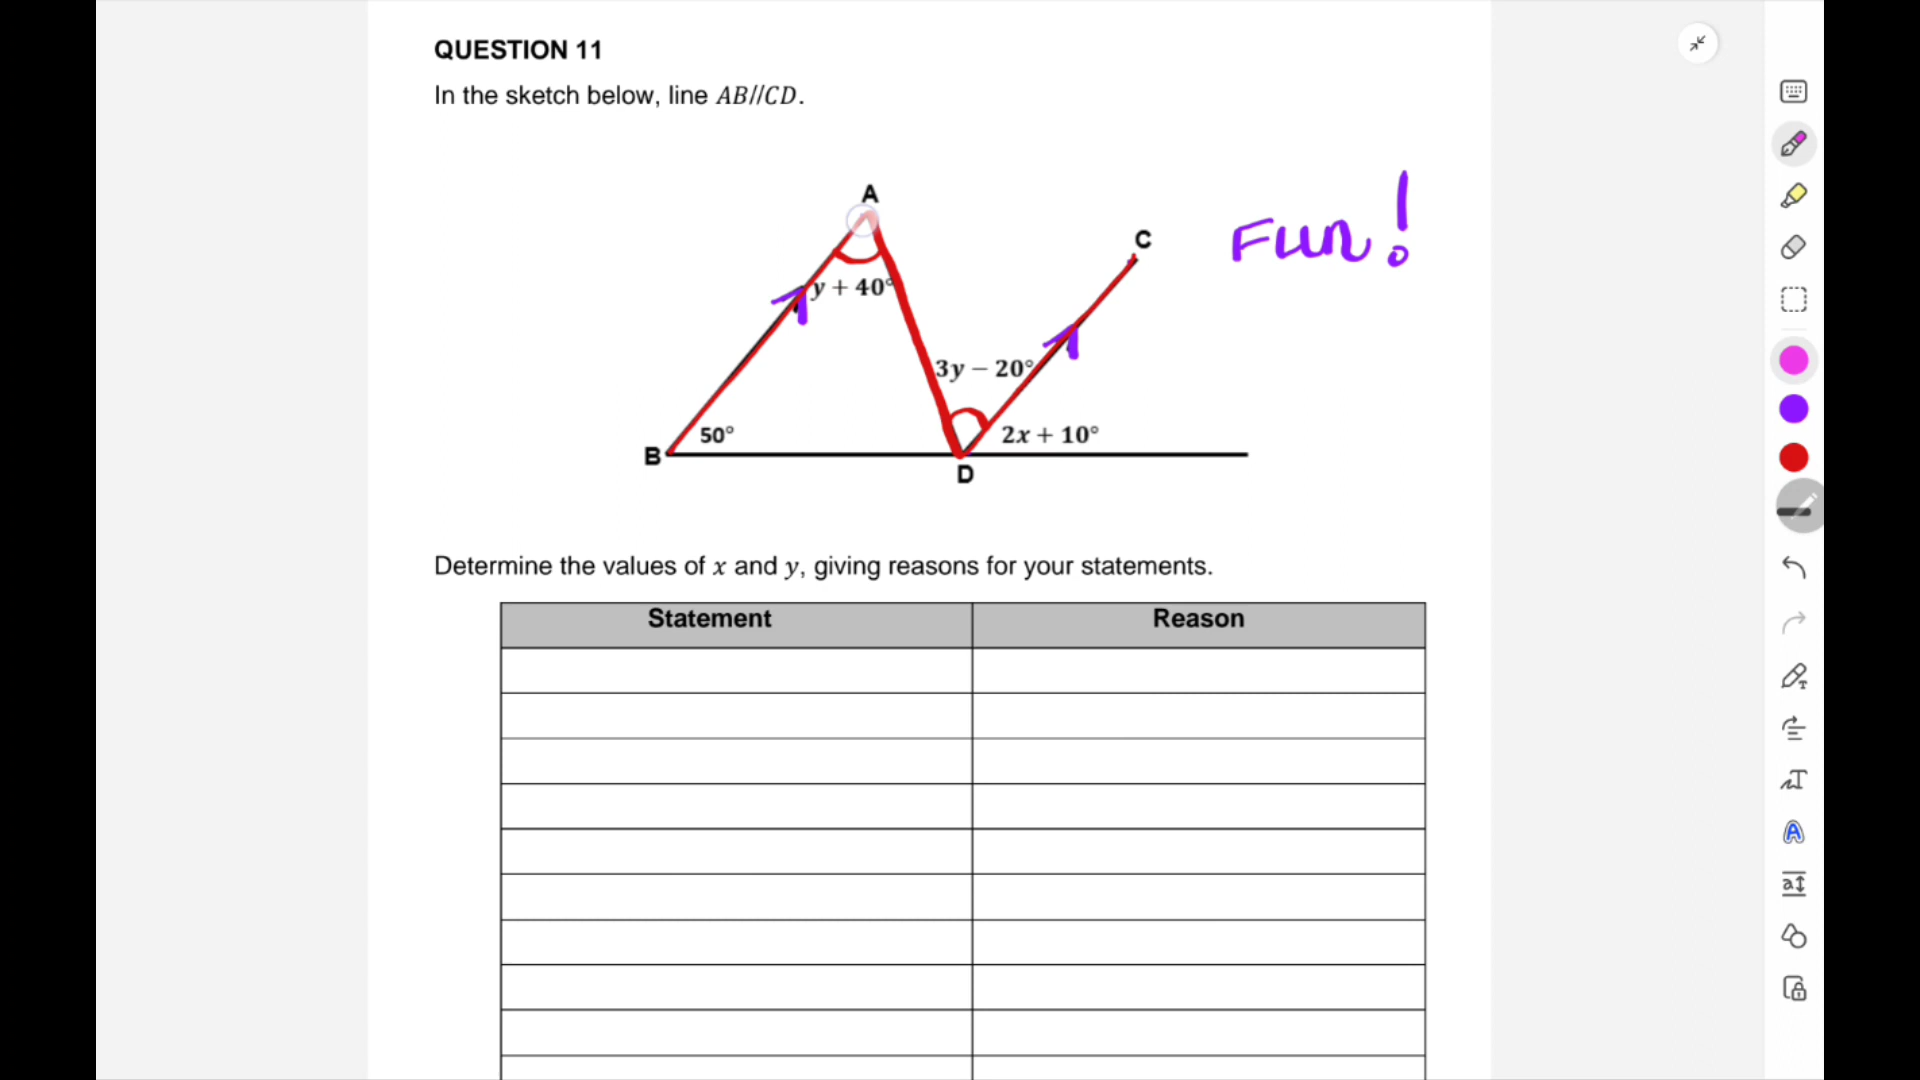 QUESTION 11
In the sketch below, line AB//CD.
A
C
Fun!
y + 40°
3y − 20°
50°
2x + 10°
B
D
Determine the values of x and y, giving reasons for your statements.
Statement Reason